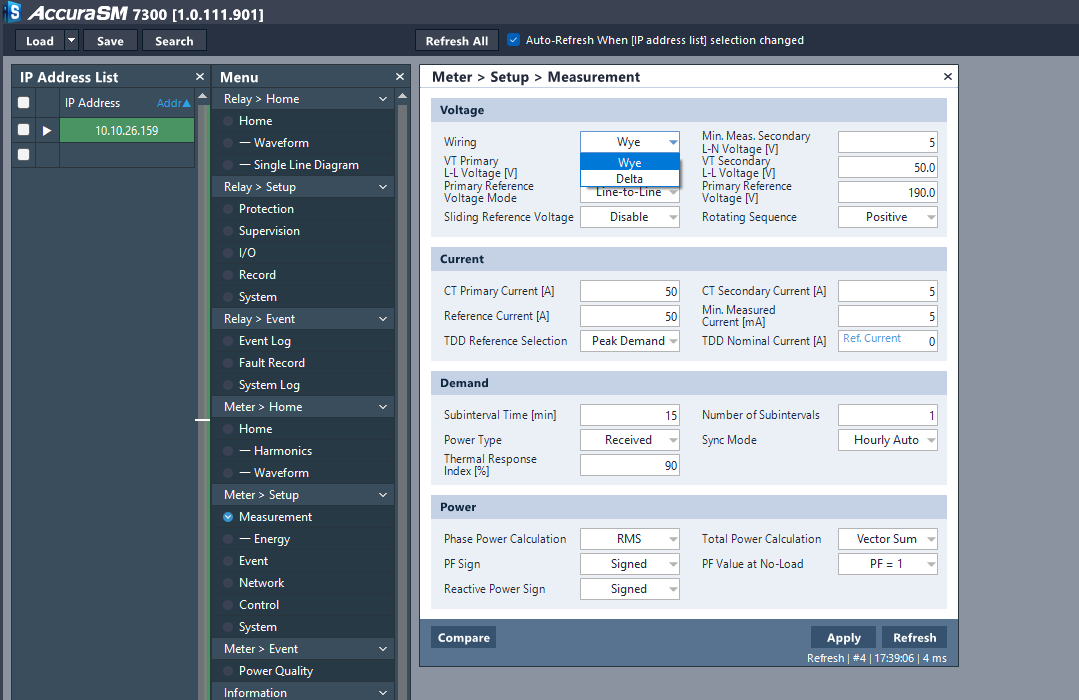 AccuraSM 7300 [1.0.111.901]
Load Save Search Refresh All Auto-Refresh When [IP address list] selection changed
IP Address List
IP Address Addr▲
10.10.26.159
Menu
Relay > Home
Home
— Waveform
— Single Line Diagram
Relay > Setup
Protection
Supervision
I/O
Record
System
Relay > Event
Event Log
Fault Record
System Log
Meter > Home
Home
— Harmonics
— Waveform
Meter > Setup
Measurement
— Energy
Event
Network
Control
System
Meter > Event
Power Quality
Information
Meter > Setup > Measurement
Voltage
Wiring Wye
Wye
Delta
Min. Meas. Secondary
L-N Voltage [V] 5
VT Primary
L-L Voltage [V]
VT Secondary
L-L Voltage [V] 50.0
Primary Reference
Voltage Mode Line-to-Line
Primary Reference
Voltage [V] 190.0
Sliding Reference Voltage Disable Rotating Sequence Positive
Current
CT Primary Current [A] 50 CT Secondary Current [A] 5
Reference Current [A] 50
Min. Measured
Current [mA] 5
TDD Reference Selection Peak Demand TDD Nominal Current [A] Ref. Current 0
Demand
Subinterval Time [min] 15 Number of Subintervals 1
Power Type Received Sync Mode Hourly Auto
Thermal Response
Index [%] 90
Power
Phase Power Calculation RMS Total Power Calculation Vector Sum
PF Sign Signed PF Value at No-Load PF = 1
Reactive Power Sign Signed
Compare Apply Refresh
Refresh | #4 | 17:39:06 | 4 ms